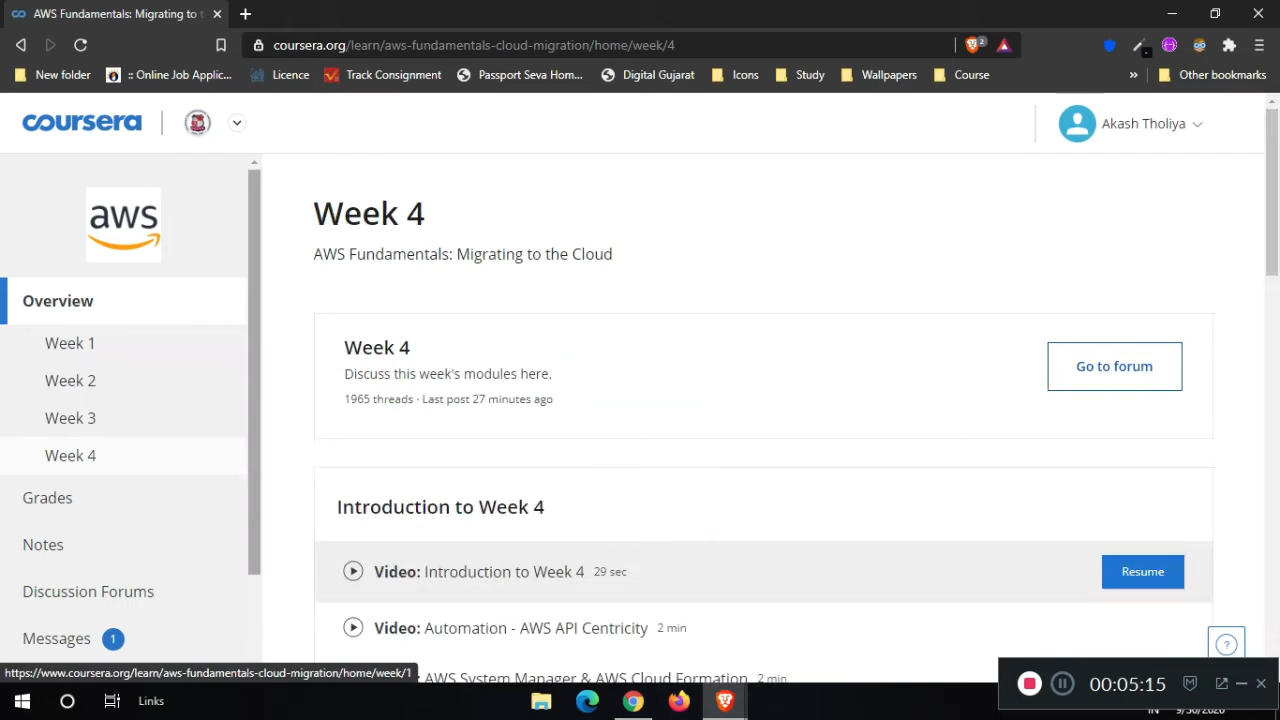 AWS Fundamentals: Migrating to t
coursera.org/learn/aws-fundamentals-cloud-migration/home/week/4
2
New folder
:: Online Job Applic...
Licence
Track Consignment
Passport Seva Hom...
Digital Gujarat
Icons
Study
Wallpapers
Course
»
Other bookmarks
coursera
Akash Tholiya
aws
Overview
Week 1
Week 2
Week 3
Week 4
Grades
Notes
Discussion Forums
Messages 1
Week 4
AWS Fundamentals: Migrating to the Cloud
Week 4
Discuss this week's modules here.
1965 threads · Last post 27 minutes ago
Go to forum
Introduction to Week 4
Video: Introduction to Week 4 29 sec
Resume
Video: Automation - AWS API Centricity 2 min
AWS System Manager & AWS Cloud Formation 2 min
?
https://www.coursera.org/learn/aws-fundamentals-cloud-migration/home/week/1
00:05:15
Links
IN
9/30/2020